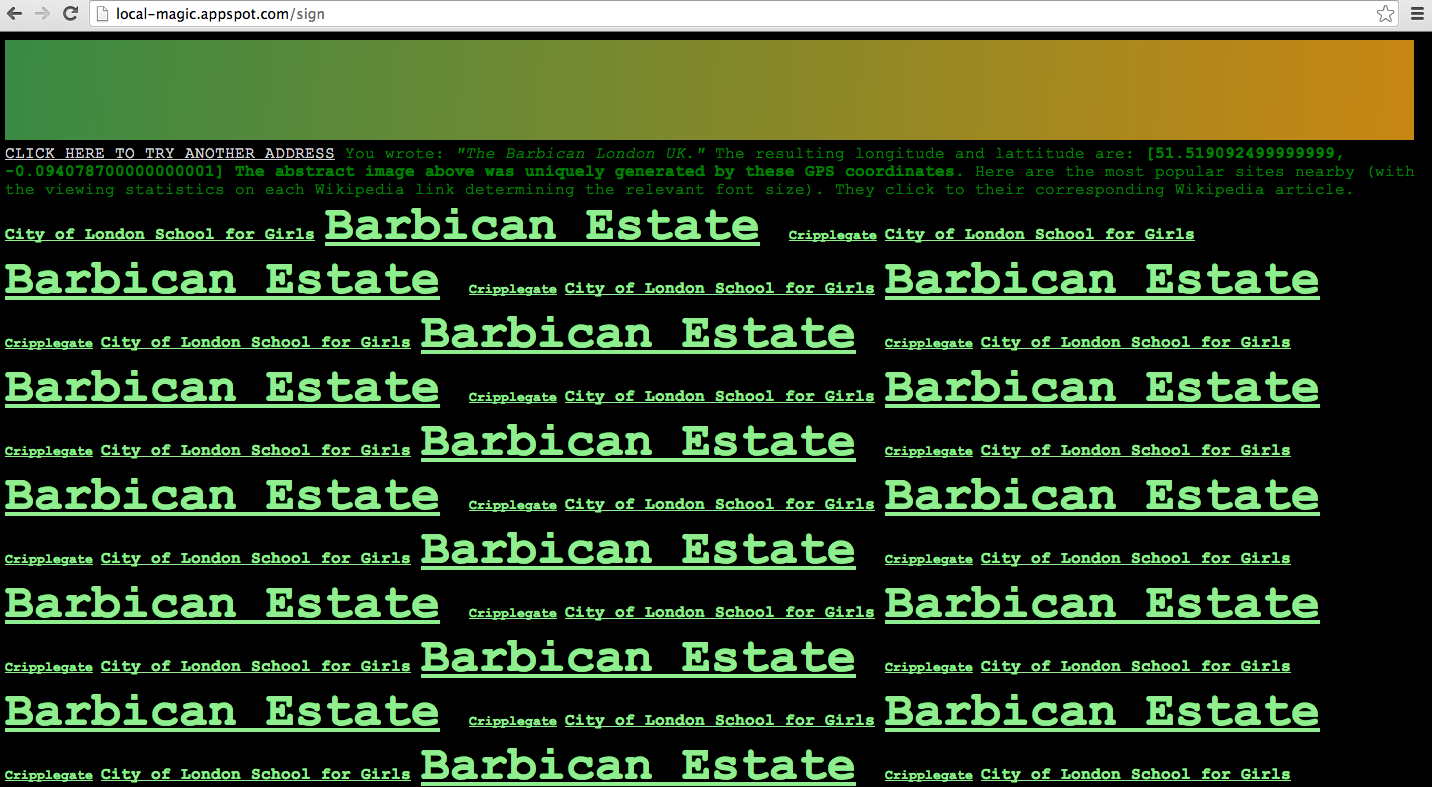 local-magic.appspot.com/sign
CLICK HERE TO TRY ANOTHER ADDRESS You wrote: "The Barbican London UK." The resulting longitude and lattitude are: [51.519092499999999,
-0.094078700000000001] The abstract image above was uniquely generated by these GPS coordinates. Here are the most popular sites nearby (with
the viewing statistics on each Wikipedia link determining the relevant font size). They click to their corresponding Wikipedia article.
City of London School for Girls Barbican Estate Cripplegate City of London School for Girls
Barbican Estate Cripplegate City of London School for Girls Barbican Estate
Cripplegate City of London School for Girls Barbican Estate Cripplegate City of London School for Girls
Barbican Estate Cripplegate City of London School for Girls Barbican Estate
Cripplegate City of London School for Girls Barbican Estate Cripplegate City of London School for Girls
Barbican Estate Cripplegate City of London School for Girls Barbican Estate
Cripplegate City of London School for Girls Barbican Estate Cripplegate City of London School for Girls
Barbican Estate Cripplegate City of London School for Girls Barbican Estate
Cripplegate City of London School for Girls Barbican Estate Cripplegate City of London School for Girls
Barbican Estate Cripplegate City of London School for Girls Barbican Estate
Cripplegate City of London School for Girls Barbican Estate Cripplegate City of London School for Girls